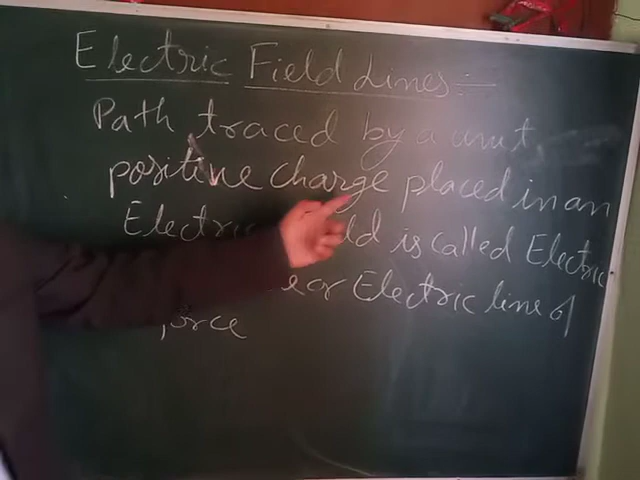 Electric Field Lines :-
Path traced by a unit
positive charge placed in an
Electric ld is called Electric
or Electric line of
force